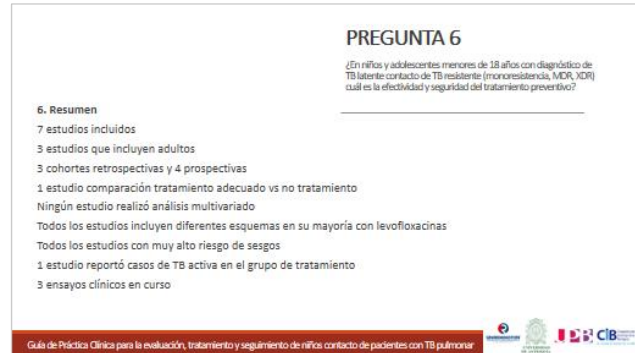 PREGUNTA 6
¿En niños y adolescentes menores de 18 años con diagnóstico de
TB latente contacto de TB resistente (monoresistencia, MDR, XDR)
cuál es la efectividad y seguridad del tratamiento preventivo?
6. Resumen
7 estudios incluidos
3 estudios que incluyen adultos
3 cohortes retrospectivas y 4 prospectivas
1 estudio comparación tratamiento adecuado vs no tratamiento
Ningún estudio realizó análisis multivariado
Todos los estudios incluyen diferentes esquemas en su mayoría con levofloxacinas
Todos los estudios con muy alto riesgo de sesgos
1 estudio reportó casos de TB activa en el grupo de tratamiento
3 ensayos clínicos en curso
Guía de Práctica Clínica para la evaluación, tratamiento y seguimiento de niños contacto de pacientes con TB pulmonar
CIB